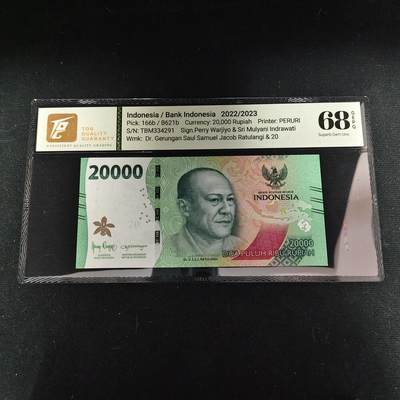 TQG
TOQ
QUALITY
GUARANTY
Indonesia / Bank Indonesia 2022/2023
Pick: 166b / B621b Currency: 20,000 Rupiah Printer: PERURI
S/N: TBM334291 Sign Perry Warjiyo & Sri Mulyani Indrawati
Wmk: Dr. Gerungan Saul Samuel Jacob Ratulangi & 20
68
Superb Gem Unc
20000
INDONESIA
20000
DUA PULUH RIBU RUPIAH